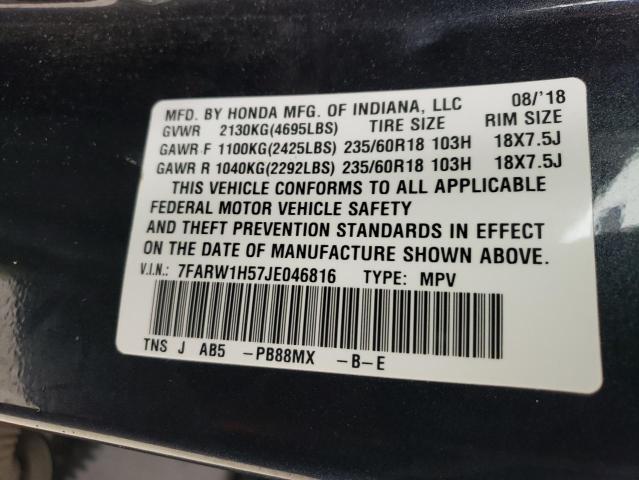 MFD. BY HONDA MFG. OF INDIANA, LLC 08/'18
GVWR 2130KG(4695LBS) TIRE SIZE RIM SIZE
GAWR F 1100KG(2425LBS) 235/60R18 103H 18X7.5J
GAWR R 1040KG(2292LBS) 235/60R18 103H 18X7.5J
THIS VEHICLE CONFORMS TO ALL APPLICABLE
FEDERAL MOTOR VEHICLE SAFETY
AND THEFT PREVENTION STANDARDS IN EFFECT
ON THE DATE OF MANUFACTURE SHOWN ABOVE.
V.I.N.: 7FARW1H57JE046816 TYPE: MPV
TNS J AB5 -PB88MX -B-E